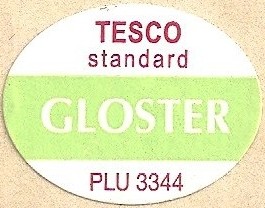 TESCO
standard
GLOSTER
PLU 3344